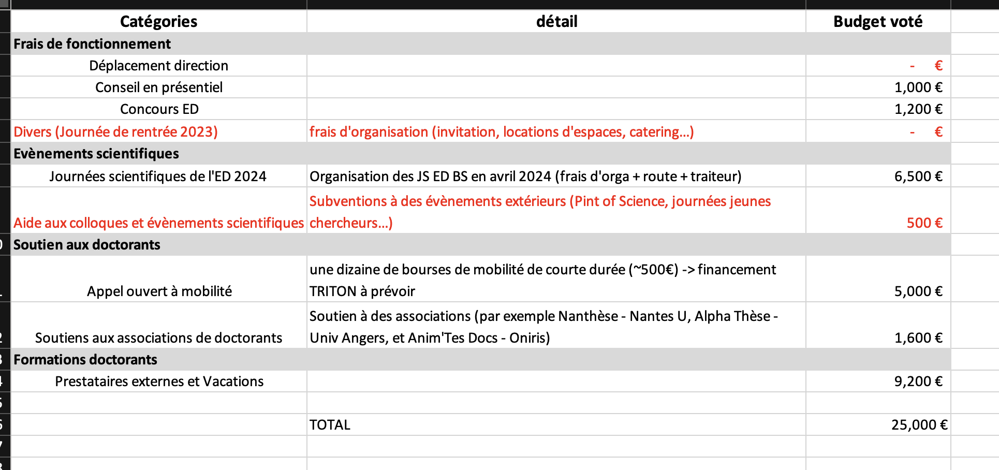 Catégories détail Budget voté
Frais de fonctionnement
Déplacement direction - €
Conseil en présentiel 1,000 €
Concours ED 1,200 €
Divers (Journée de rentrée 2023) frais d'organisation (invitation, locations d'espaces, catering...) - €
Evènements scientifiques
Journées scientifiques de l'ED 2024 Organisation des JS ED BS en avril 2024 (frais d'orga + route + traiteur) 6,500 €
Subventions à des évènements extérieurs (Pint of Science, journées jeunes
Aide aux colloques et évènements scientifiques chercheurs...) 500 €
Soutien aux doctorants
une dizaine de bourses de mobilité de courte durée (~500€) -> financement
Appel ouvert à mobilité TRITON à prévoir 5,000 €
Soutien à des associations (par exemple Nanthèse - Nantes U, Alpha Thèse -
Soutiens aux associations de doctorants Univ Angers, et Anim'Tes Docs - Oniris) 1,600 €
Formations doctorants
Prestataires externes et Vacations 9,200 €
TOTAL 25,000 €